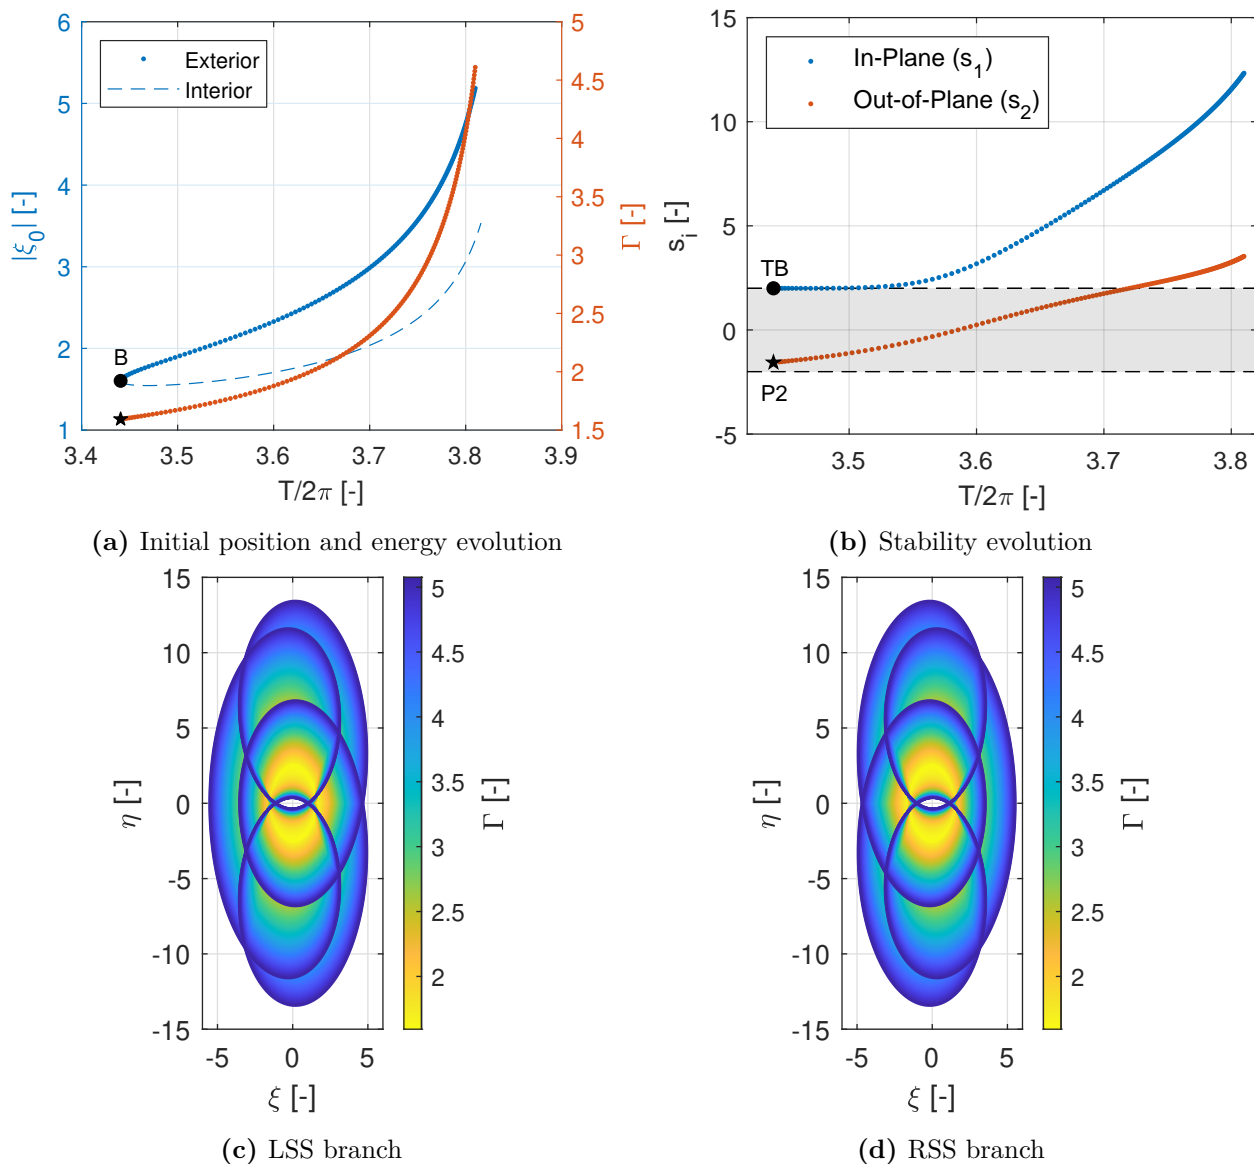 Exterior
Interior
B
6
5
4
3
2
1
5
4.5
4
3.5
3
2.5
2
1.5
3.4
3.5
3.6
3.7
3.8
3.9
|ξ₀| [-]
Γ [-]
T/2π [-]
(a) Initial position and energy evolution
In-Plane (s₁)
Out-of-Plane (s₂)
TB
P2
15
10
5
0
-5
3.5
3.6
3.7
3.8
sᵢ [-]
T/2π [-]
(b) Stability evolution
15
10
5
0
-5
-10
-15
-5
0
5
η [-]
ξ [-]
5
4.5
4
3.5
3
2.5
2
Γ [-]
(c) LSS branch
15
10
5
0
-5
-10
-15
-5
0
5
η [-]
ξ [-]
5
4.5
4
3.5
3
2.5
2
Γ [-]
(d) RSS branch